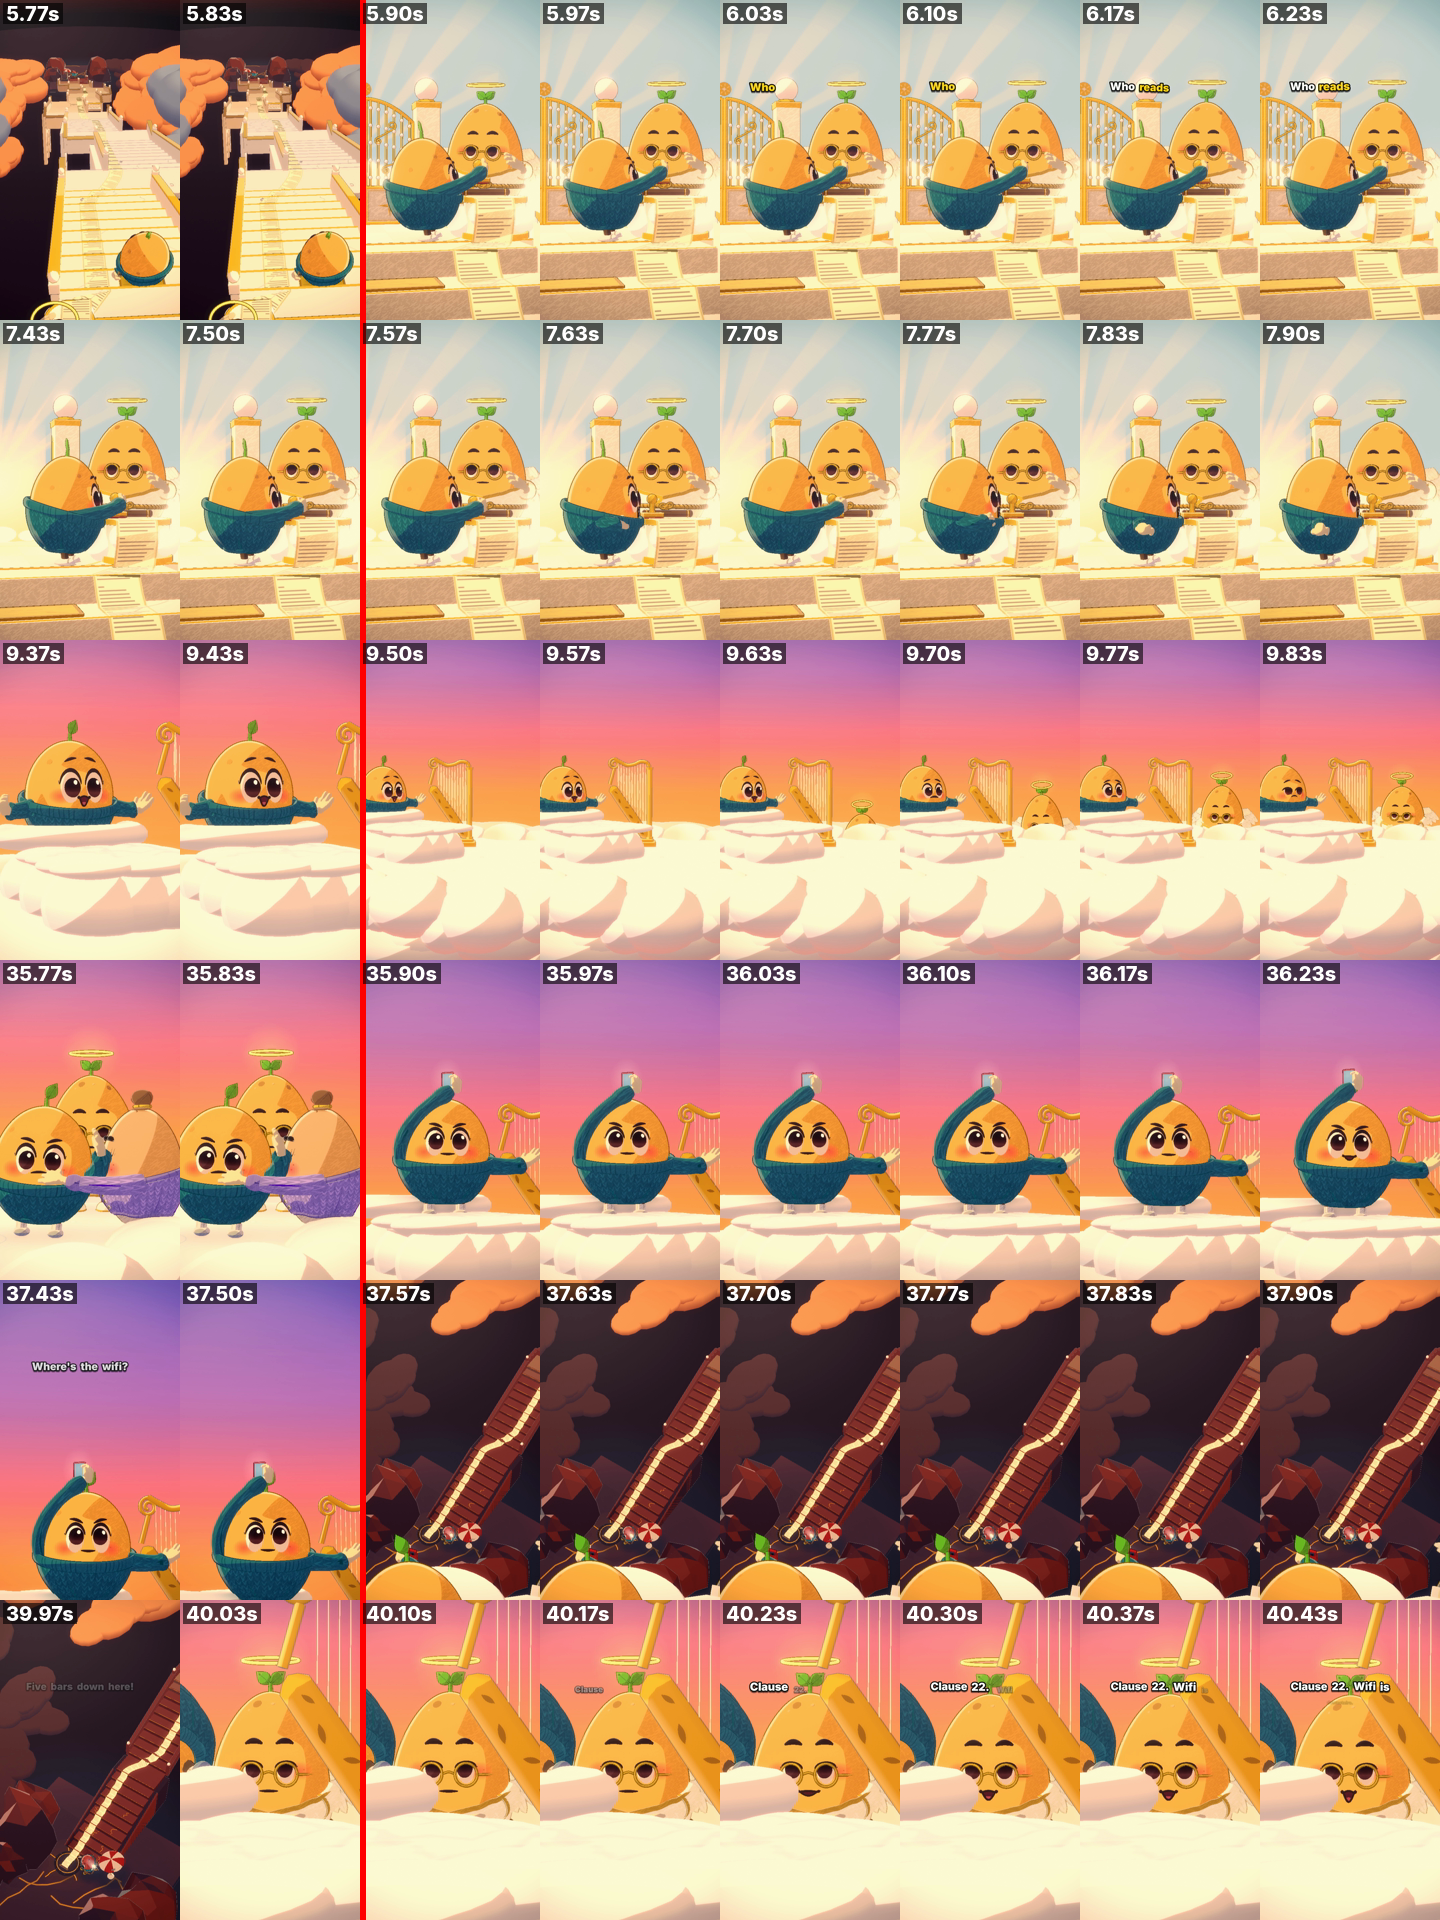 5.77s 5.83s 5.90s 5.97s 6.03s 6.10s 6.17s 6.23s
Who Who Who reads Who reads
7.43s 7.50s 7.57s 7.63s 7.70s 7.77s 7.83s 7.90s
9.37s 9.43s 9.50s 9.57s 9.63s 9.70s 9.77s 9.83s
35.77s 35.83s 35.90s 35.97s 36.03s 36.10s 36.17s 36.23s
37.43s 37.50s 37.57s 37.63s 37.70s 37.77s 37.83s 37.90s
Where's the wifi?
39.97s 40.03s 40.10s 40.17s 40.23s 40.30s 40.37s 40.43s
Five bars down here! Clause Clause 22. Clause 22. Wifi Clause 22. Wifi is Clause 22. Wifi is